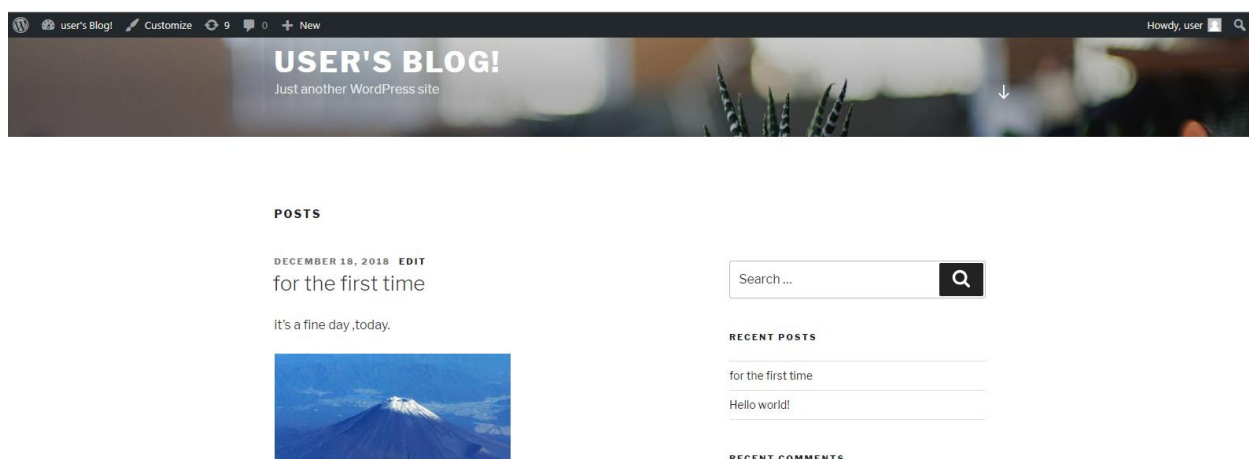 user's Blog! Customize 9 0 New Howdy, user
USER'S BLOG!
Just another WordPress site
POSTS
DECEMBER 18, 2018 EDIT
for the first time
it's a fine day ,today.
Search ...
RECENT POSTS
for the first time
Hello world!
RECENT COMMENTS